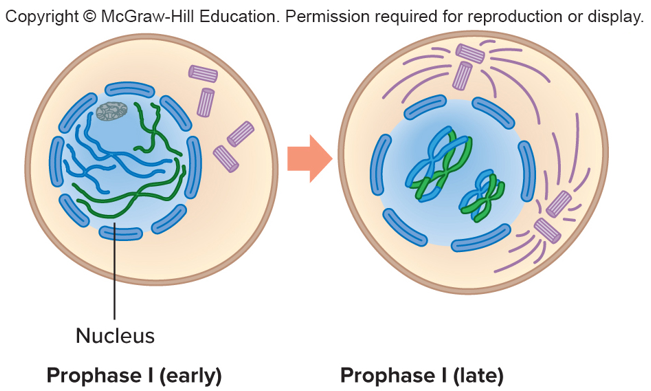 Copyright © McGraw-Hill Education. Permission required for reproduction or display.
Nucleus
Prophase I (early)
Prophase I (late)